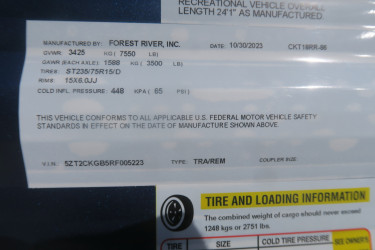 RECREATIONAL VEHICLE OVERALL
LENGTH 24'1" AS MANUFACTURED.
MANUFACTURED BY: FOREST RIVER, INC. DATE: 10/30/2023
GVWR: 3425 KG( 7550 LB)
GAWR(EACH AXLE): 1588 KG( 3500 LB)
TIRES: ST235/75R15/D
RIMS: 15X6.0JJ
COLD INFL. PRESSURE: 448 KPA ( 65 PSI)
THIS VEHICLE CONFORMS TO ALL APPLICABLE U.S. FEDERAL MOTOR VEHICLE SAFETY
STANDARDS IN EFFECT ON THE DATE OF MANUFACTURE SHOWN ABOVE.
V.I.N.: 5ZT2CKGB5RF005223 TYPE: TRA/REM COUPLER SIZE:
TIRE AND LOADING INFORMATION
The combined weight of cargo should never exceed
1248 kgs or 2751 lbs.
TIRE SIZE COLD TIRE PRESSURE SEE OWNER'S